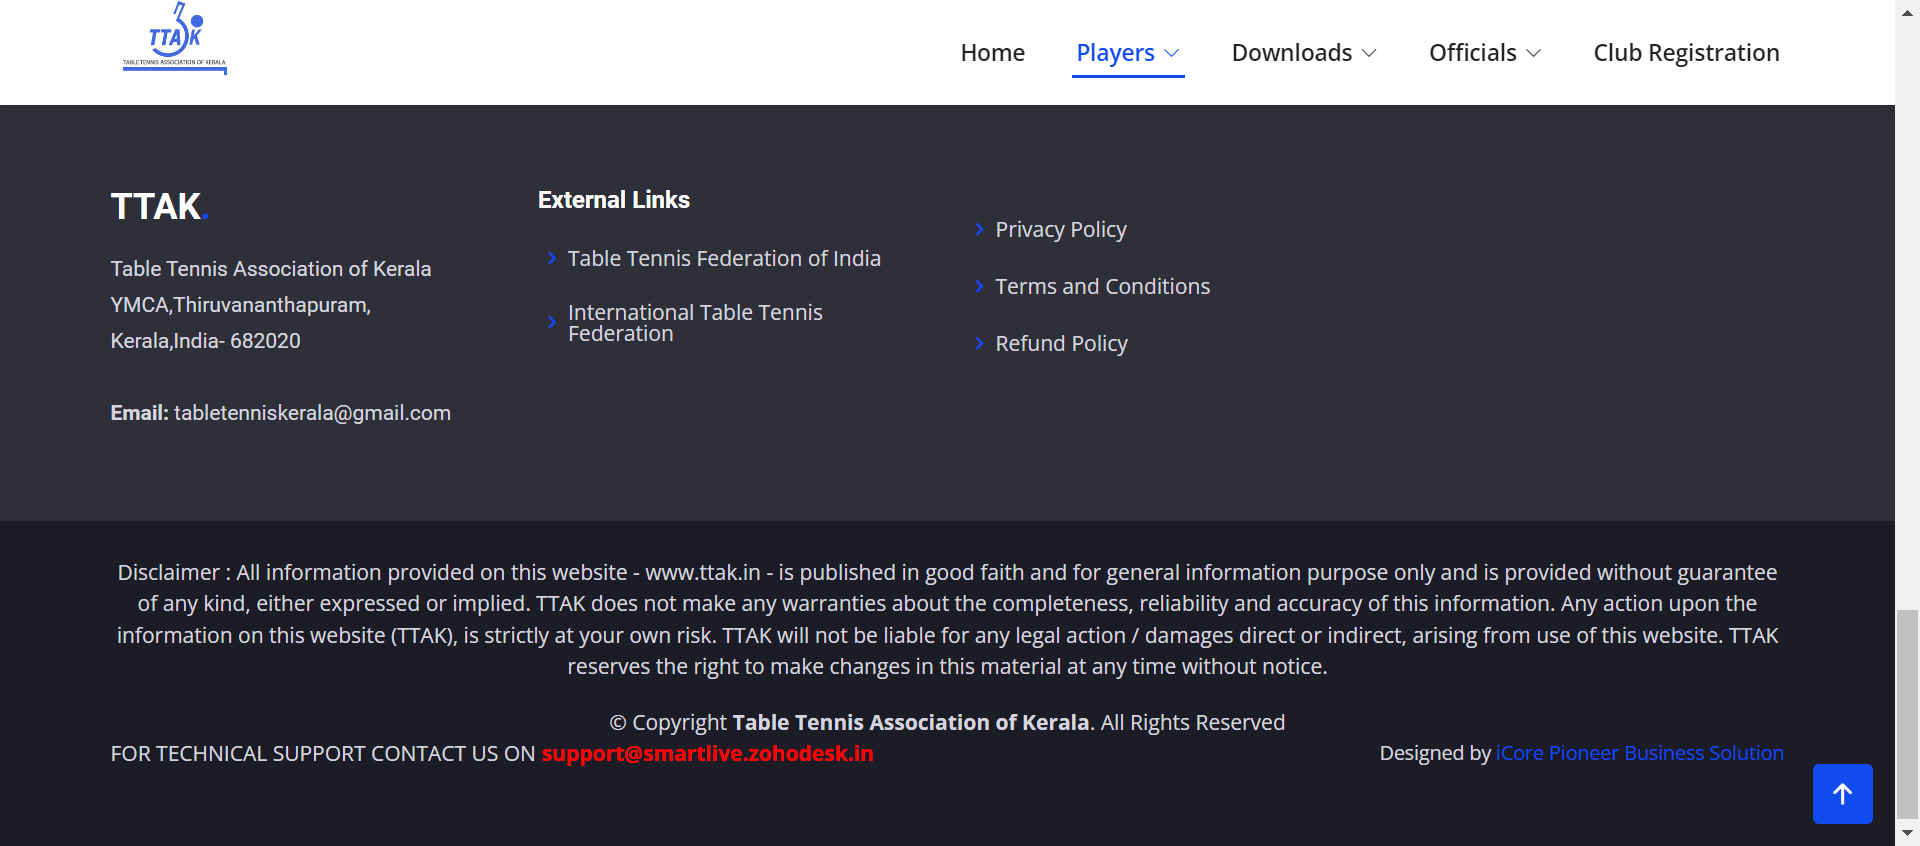 TTAK
TABLE TENNIS ASSOCIATION OF KERALA
Home
Players
Downloads
Officials
Club Registration
TTAK.
Table Tennis Association of Kerala
YMCA,Thiruvananthapuram,
Kerala,India- 682020
Email: tabletenniskerala@gmail.com
External Links
Table Tennis Federation of India
International Table Tennis
Federation
Privacy Policy
Terms and Conditions
Refund Policy
Disclaimer : All information provided on this website - www.ttak.in - is published in good faith and for general information purpose only and is provided without guarantee
of any kind, either expressed or implied. TTAK does not make any warranties about the completeness, reliability and accuracy of this information. Any action upon the
information on this website (TTAK), is strictly at your own risk. TTAK will not be liable for any legal action / damages direct or indirect, arising from use of this website. TTAK
reserves the right to make changes in this material at any time without notice.
© Copyright Table Tennis Association of Kerala. All Rights Reserved
FOR TECHNICAL SUPPORT CONTACT US ON support@smartlive.zohodesk.in
Designed by iCore Pioneer Business Solution